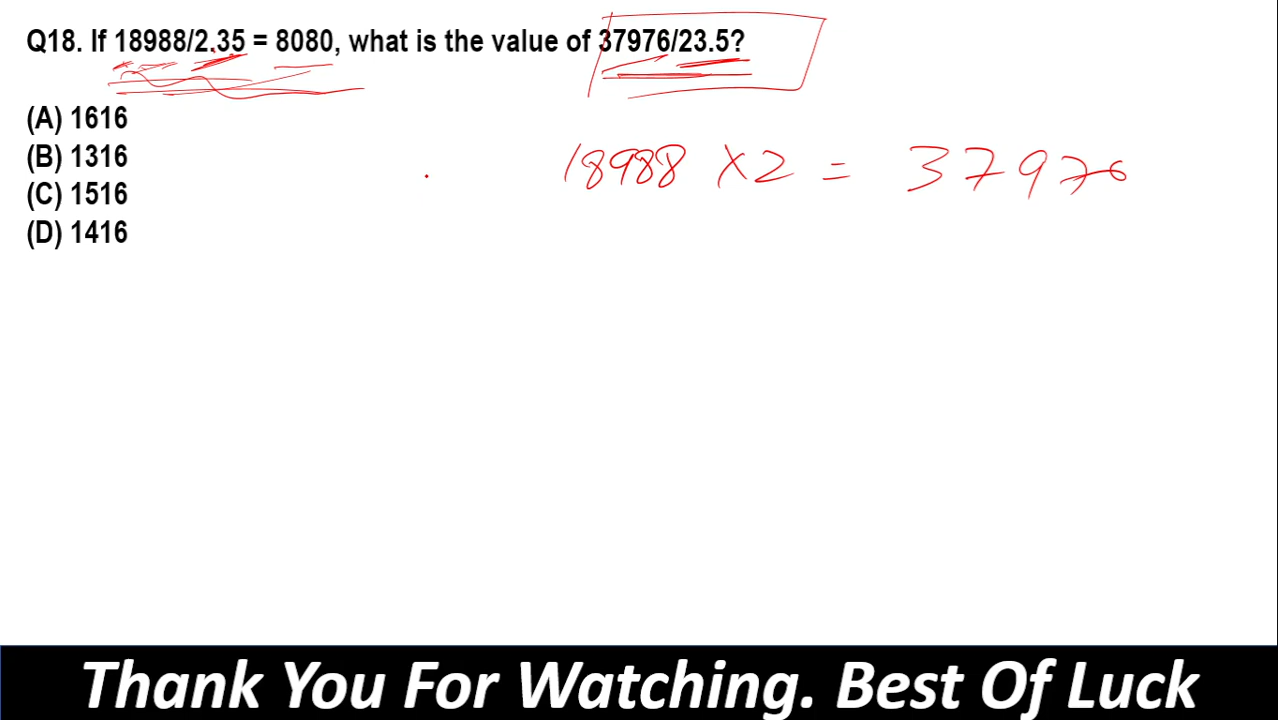 Q18. If 18988/2.35 = 8080, what is the value of 37976/23.5?
(A) 1616
(B) 1316
(C) 1516
(D) 1416
18988 X 2 = 37976
Thank You For Watching. Best Of Luck